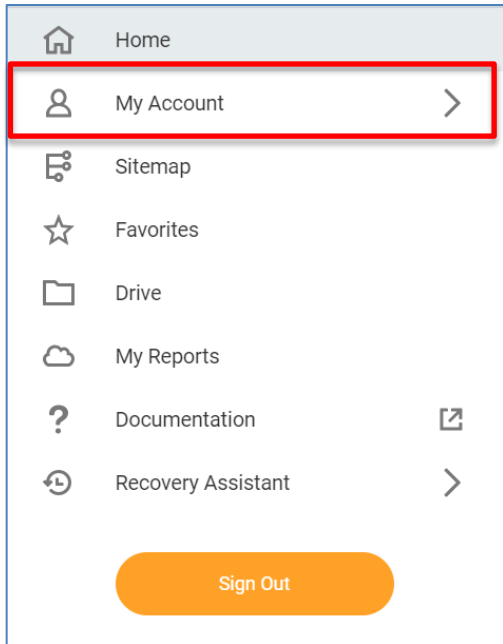 Home
My Account
Sitemap
Favorites
Drive
My Reports
Documentation
Recovery Assistant
Sign Out